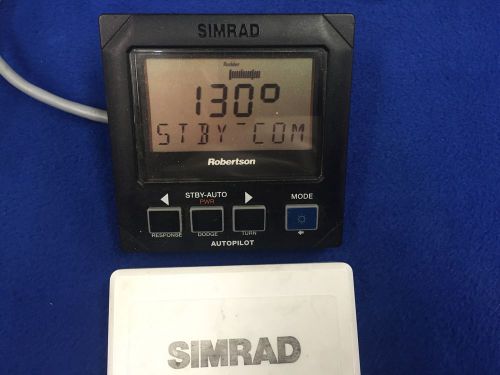 SIMRAD
Rudder
130°
STBY-COM
Robertson
STBY-AUTO MODE
PWR
RESPONSE DODGE TURN
AUTOPILOT
SIMRAD